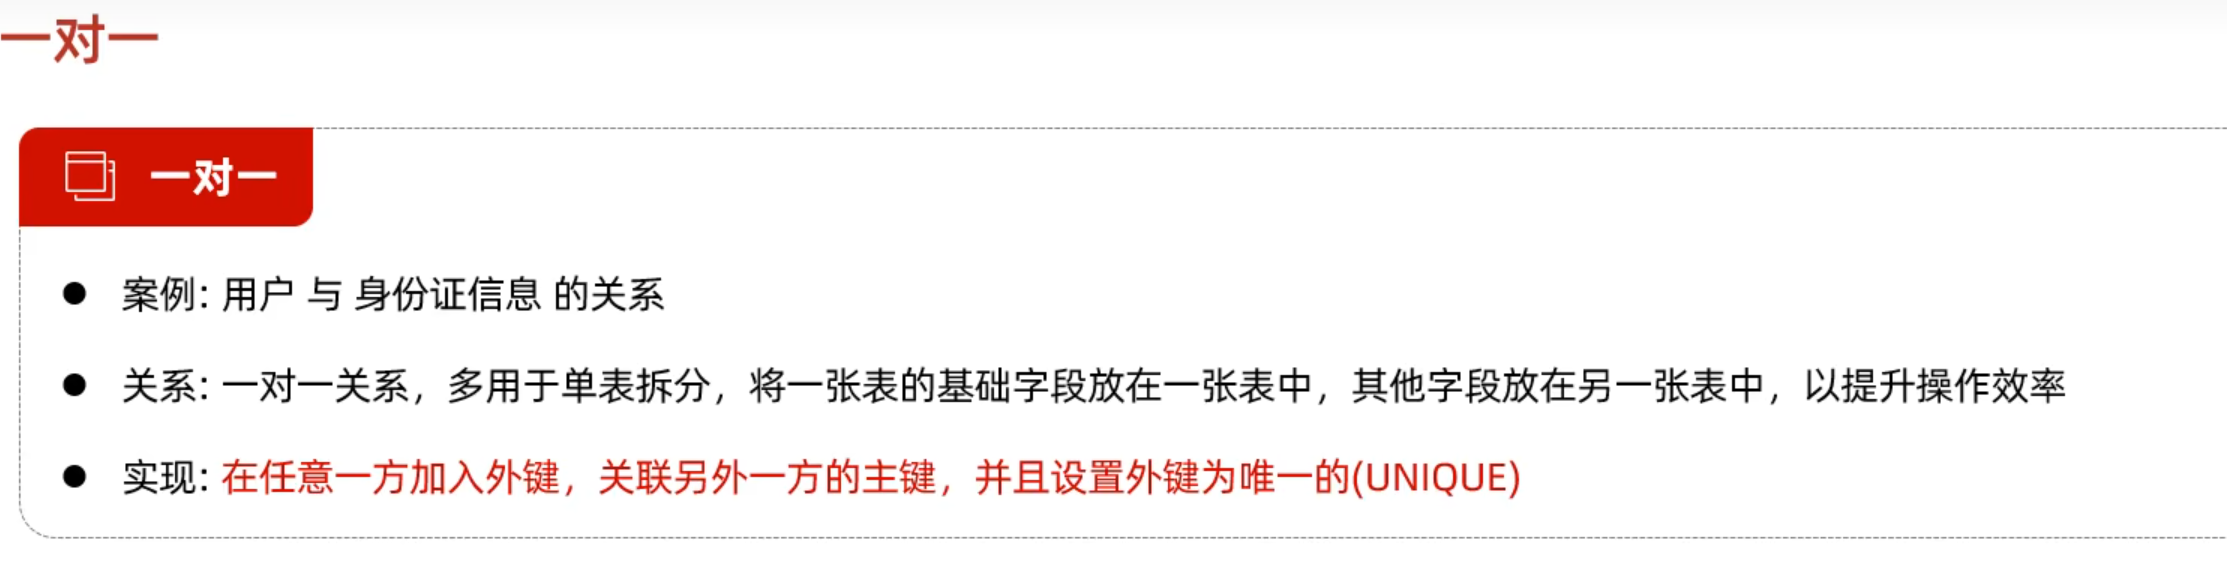 一对一
一对一
案例: 用户 与 身份证信息 的关系
关系: 一对一关系，多用于单表拆分，将一张表的基础字段放在一张表中，其他字段放在另一张表中，以提升操作效率
实现: 在任意一方加入外键，关联另外一方的主键，并且设置外键为唯一的(UNIQUE)